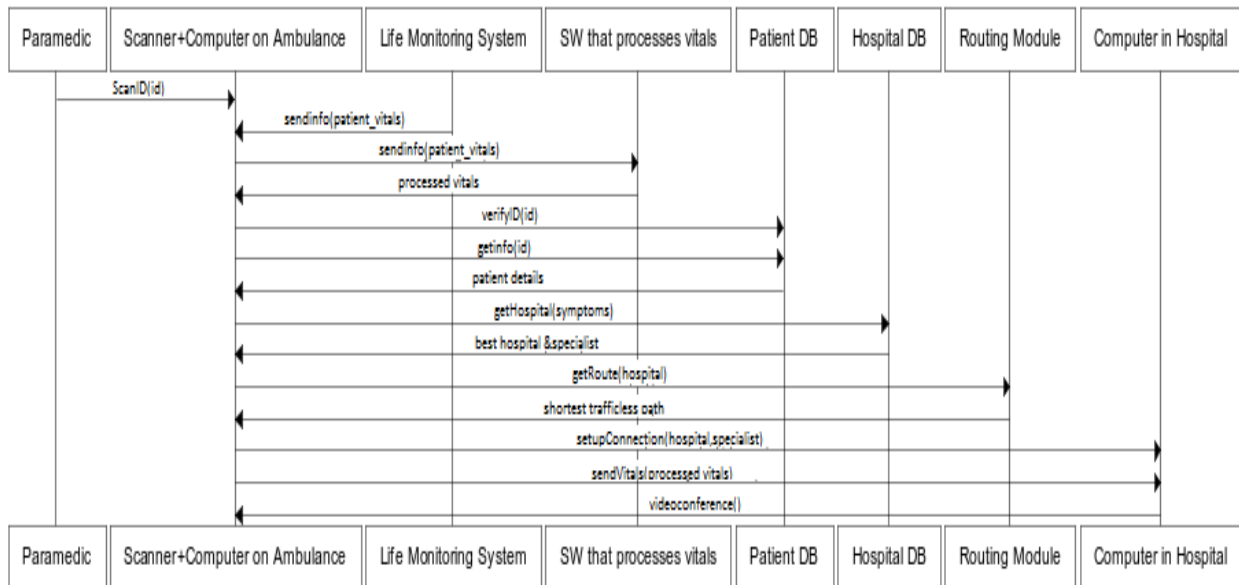 Paramedic
Scanner+Computer on Ambulance
Life Monitoring System
SW that processes vitals
Patient DB
Hospital DB
Routing Module
Computer in Hospital
ScanID(id)
sendinfo(patient_vitals)
sendinfo(patient_vitals)
processed vitals
verifyID(id)
getinfo(id)
patient details
getHospital(symptoms)
best hospital &specialist
getRoute(hospital)
shortest trafficless path
setupConnection(hospital,specialist)
sendVitals(processed vitals)
videoconference()
Paramedic
Scanner+Computer on Ambulance
Life Monitoring System
SW that processes vitals
Patient DB
Hospital DB
Routing Module
Computer in Hospital